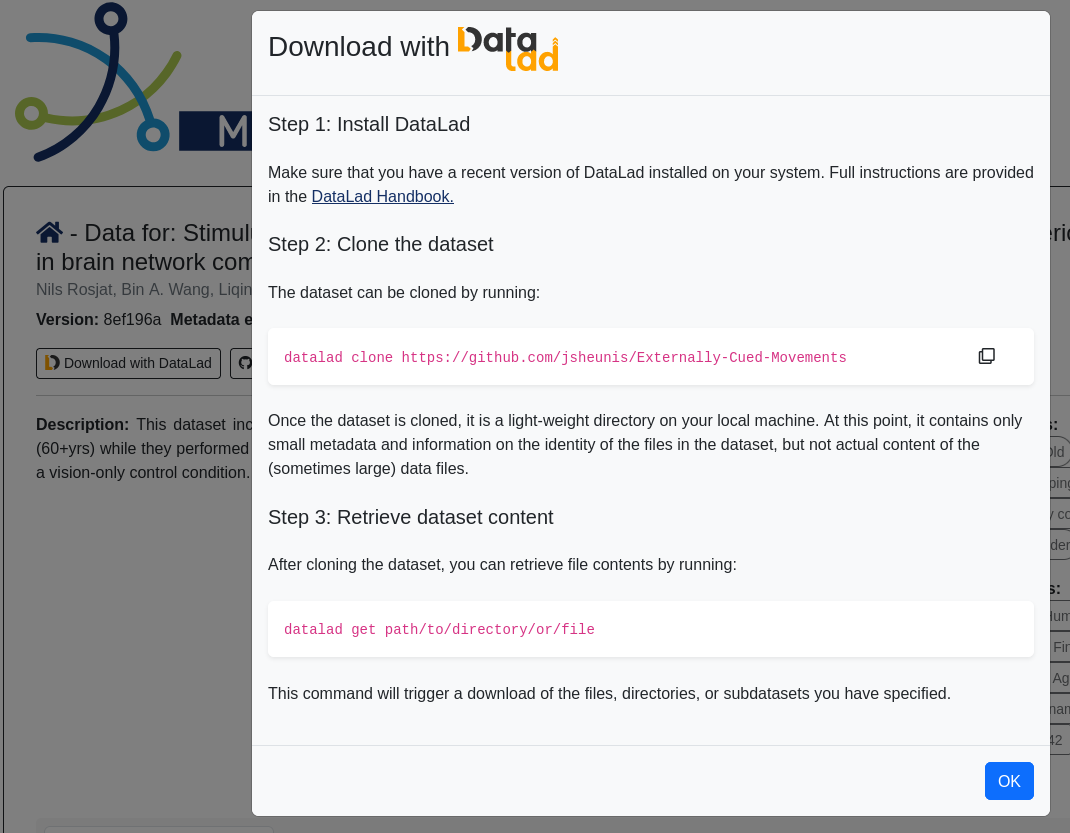 Download with DataLad
Step 1: Install DataLad
Make sure that you have a recent version of DataLad installed on your system. Full instructions are provided
in the DataLad Handbook.
Step 2: Clone the dataset
The dataset can be cloned by running:
datalad clone https://github.com/jsheunis/Externally-Cued-Movements
Once the dataset is cloned, it is a light-weight directory on your local machine. At this point, it contains only
small metadata and information on the identity of the files in the dataset, but not actual content of the
(sometimes large) data files.
Step 3: Retrieve dataset content
After cloning the dataset, you can retrieve file contents by running:
datalad get path/to/directory/or/file
This command will trigger a download of the files, directories, or subdatasets you have specified.
OK
M
- Data for: Stimul
in brain network com
Nils Rosjat, Bin A. Wang, Liqin
Version: 8ef196a Metadata e
Download with DataLad
Description: This dataset inc
(60+yrs) while they performed
a vision-only control condition.